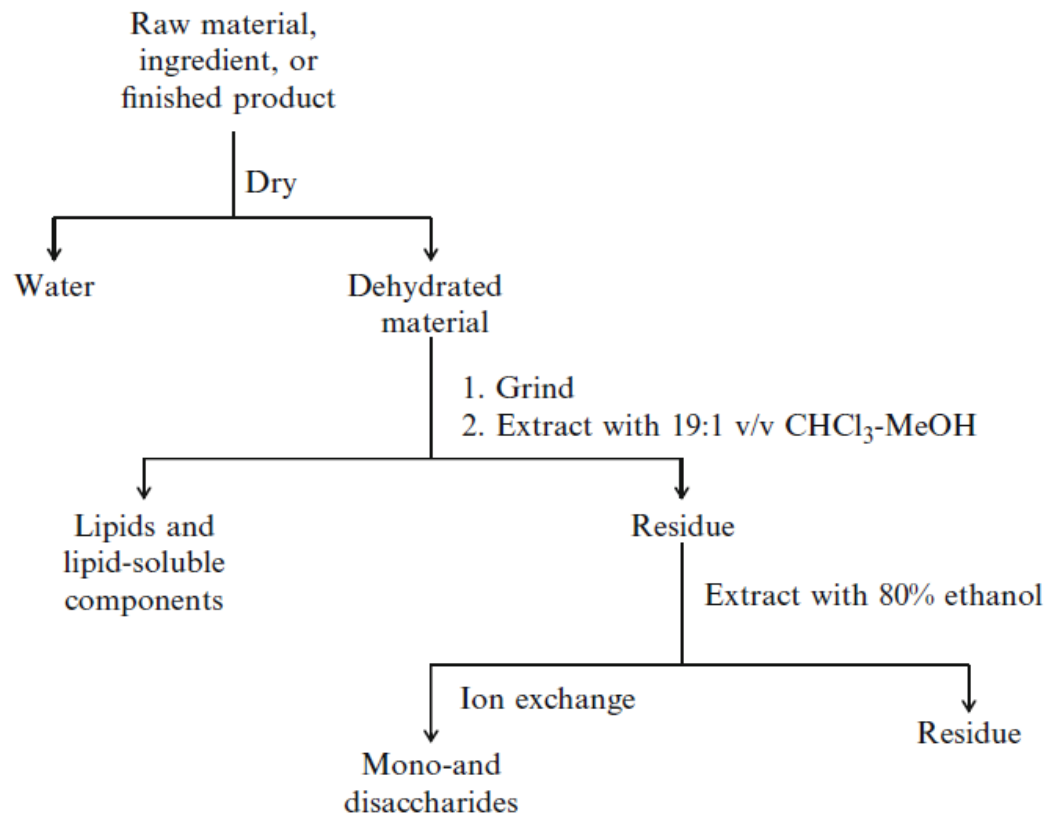 Raw material,
ingredient, or
finished product
Dry
Water
Dehydrated
material
1. Grind
2. Extract with 19:1 v/v CHCl₃-MeOH
Lipids and
lipid-soluble
components
Residue
Extract with 80% ethanol
Ion exchange
Residue
Mono-and
disaccharides